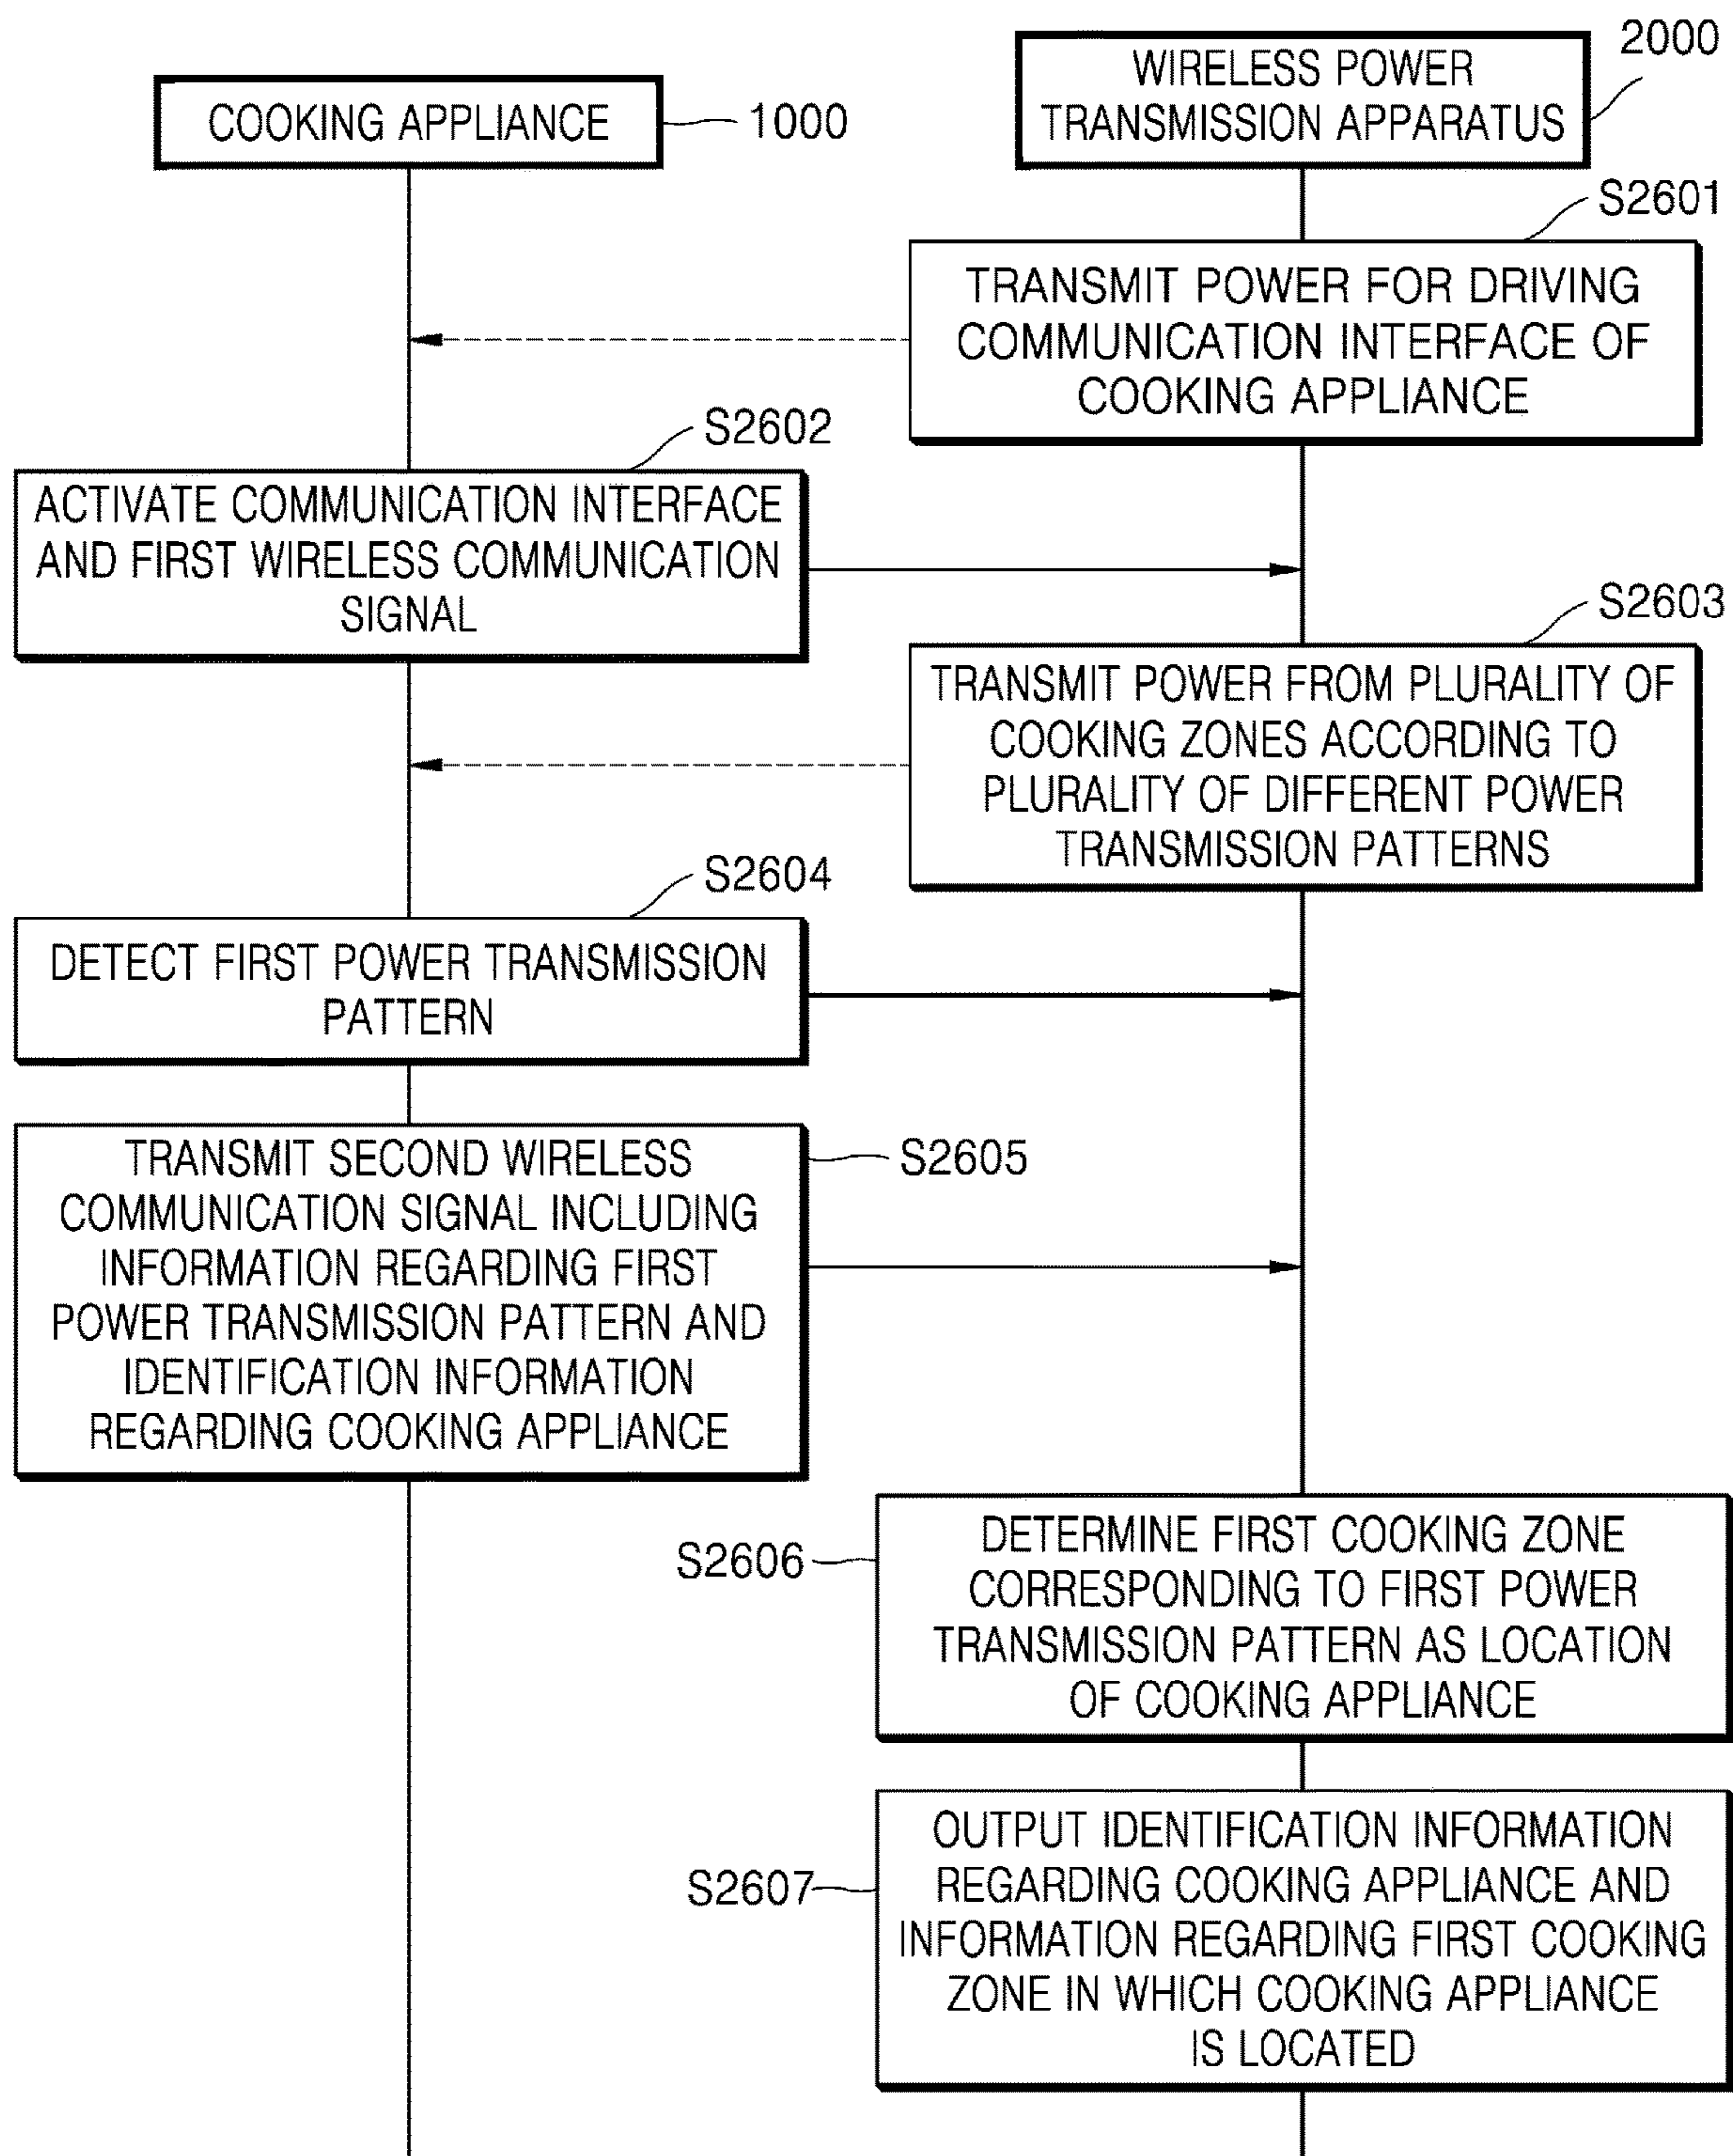 2000
WIRELESS POWER
TRANSMISSION APPARATUS
COOKING APPLIANCE
1000
S2601
TRANSMIT POWER FOR DRIVING
COMMUNICATION INTERFACE OF
COOKING APPLIANCE
S2602
ACTIVATE COMMUNICATION INTERFACE
AND FIRST WIRELESS COMMUNICATION
SIGNAL
S2603
TRANSMIT POWER FROM PLURALITY OF
COOKING ZONES ACCORDING TO
PLURALITY OF DIFFERENT POWER
TRANSMISSION PATTERNS
S2604
DETECT FIRST POWER TRANSMISSION
PATTERN
S2605
TRANSMIT SECOND WIRELESS
COMMUNICATION SIGNAL INCLUDING
INFORMATION REGARDING FIRST
POWER TRANSMISSION PATTERN AND
IDENTIFICATION INFORMATION
REGARDING COOKING APPLIANCE
S2606
DETERMINE FIRST COOKING ZONE
CORRESPONDING TO FIRST POWER
TRANSMISSION PATTERN AS LOCATION
OF COOKING APPLIANCE
S2607
OUTPUT IDENTIFICATION INFORMATION
REGARDING COOKING APPLIANCE AND
INFORMATION REGARDING FIRST COOKING
ZONE IN WHICH COOKING APPLIANCE
IS LOCATED